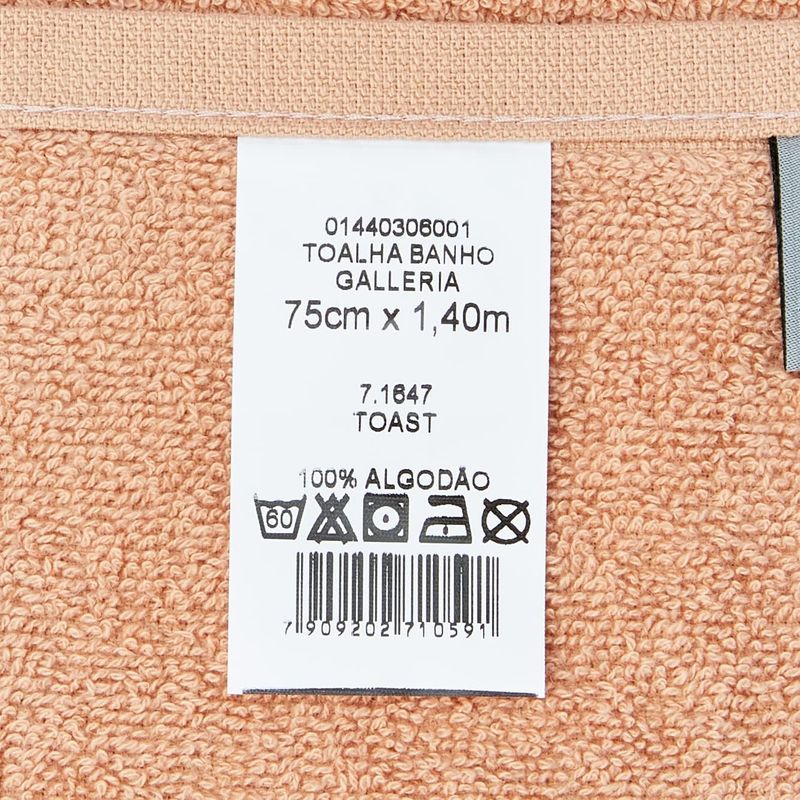 01440306001
TOALHA BANHO
GALLERIA
75cm x 1,40m
7.1647
TOAST
100% ALGODÃO
60
7 909202 710591